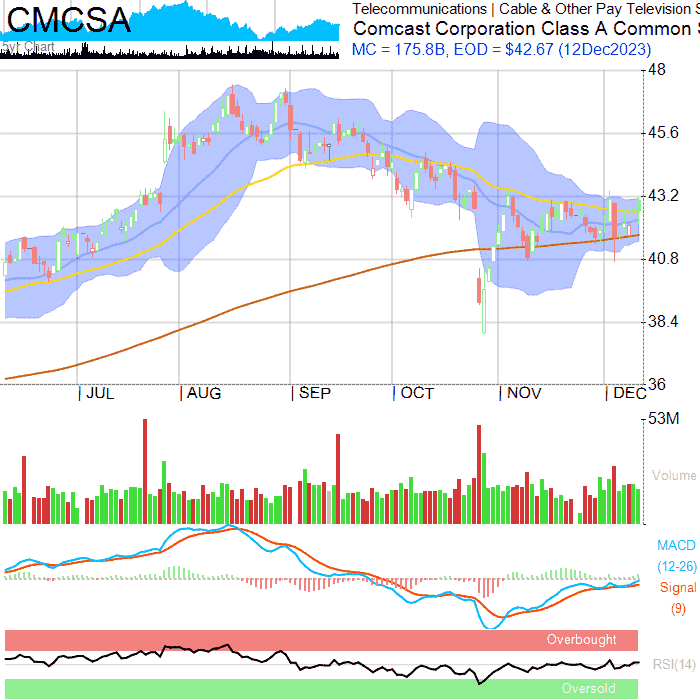 CMCSA
5yr Chart
Telecommunications | Cable & Other Pay Television S
Comcast Corporation Class A Common S
MC = 175.8B, EOD = $42.67 (12Dec2023)
48
45.6
43.2
40.8
38.4
36
JUL AUG SEP OCT NOV DEC
53M
Volume
MACD
(12-26)
Signal
(9)
Overbought
RSI(14)
Oversold